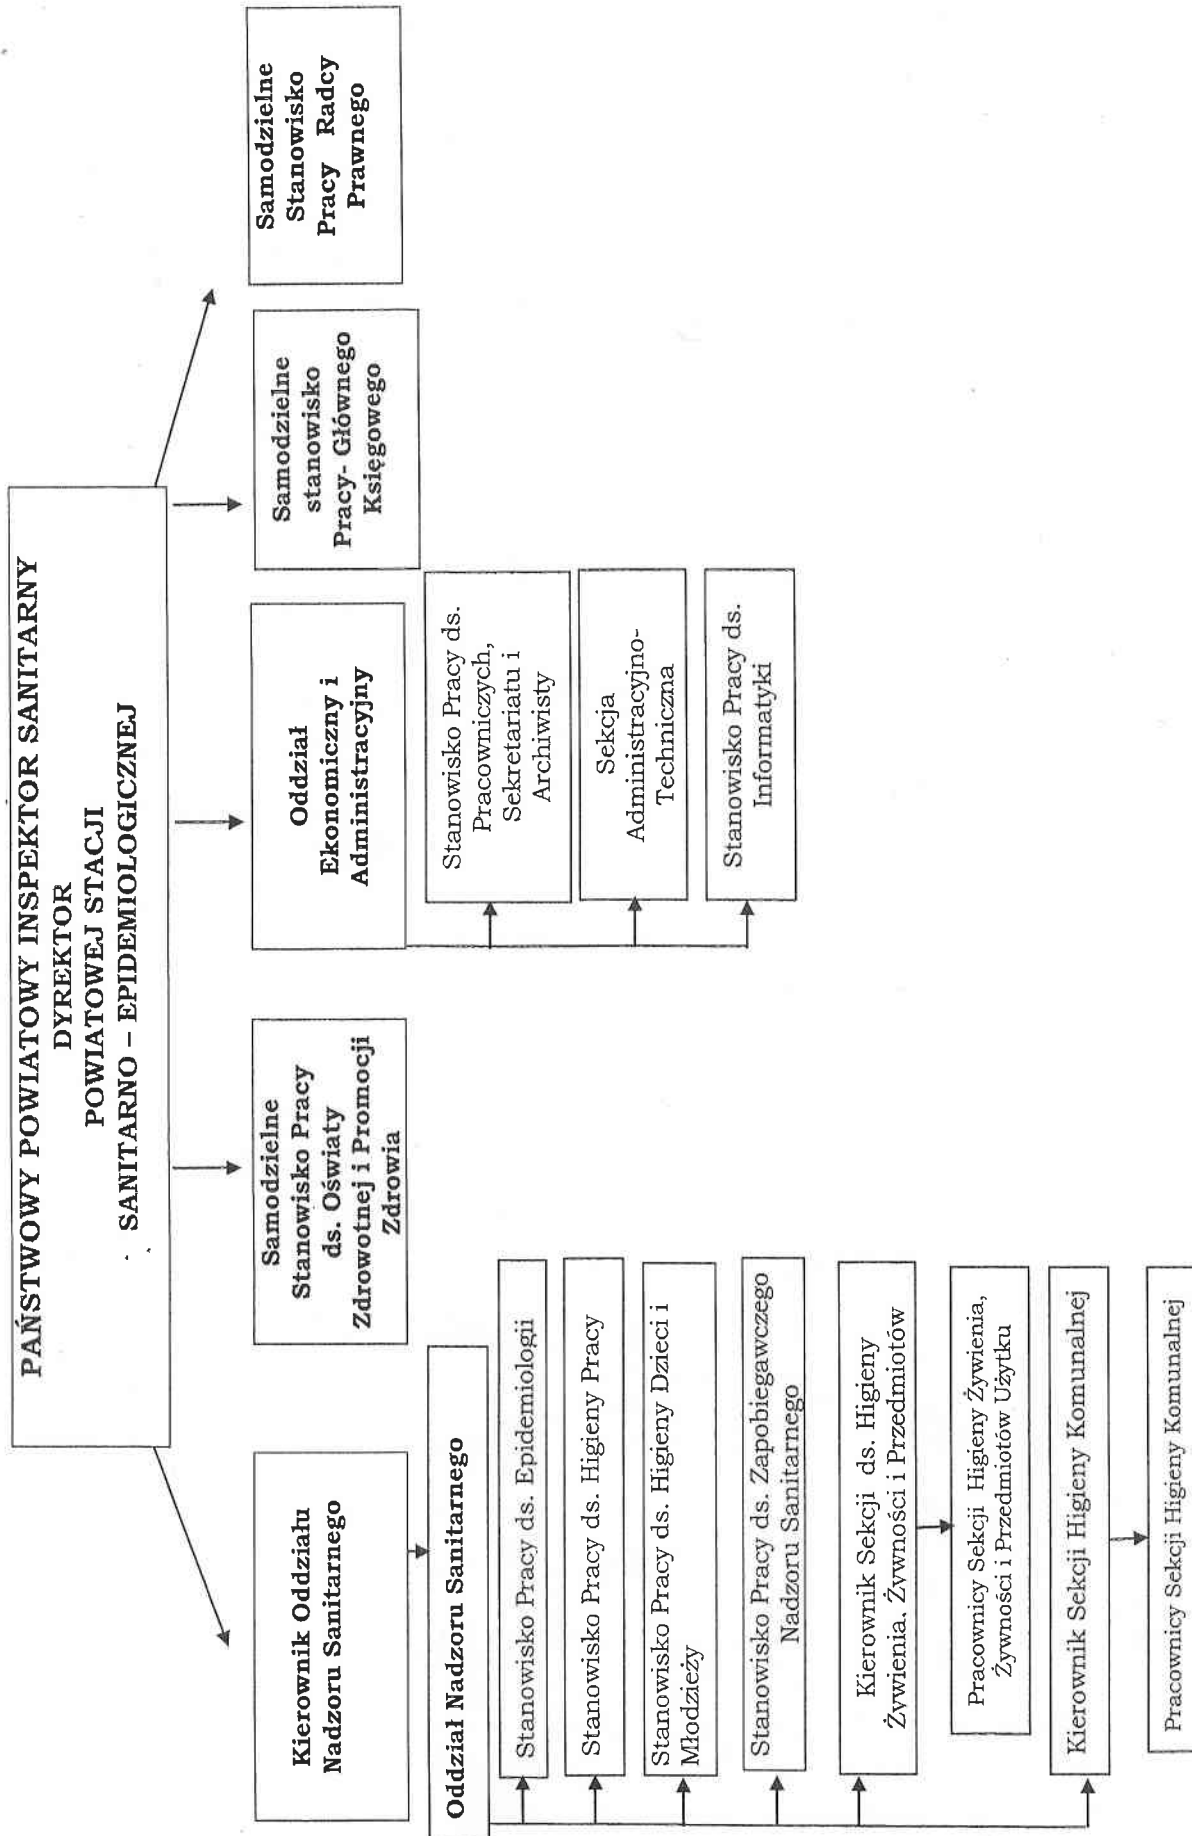 PAŃSTWOWY POWIATOWY INSPEKTOR SANITARNY
DYREKTOR
POWIATOWEJ STACJI
SANITARNO – EPIDEMIOLOGICZNEJ
Kierownik Oddziału
Nadzoru Sanitarnego
Oddział Nadzoru Sanitarnego
Stanowisko Pracy ds. Epidemiologii
Stanowisko Pracy ds. Higieny Pracy
Stanowisko Pracy ds. Higieny Dzieci i
Młodzieży
Stanowisko Pracy ds. Zapobiegawczego
Nadzoru Sanitarnego
Kierownik Sekcji ds. Higieny
Żywienia. Żywności i Przedmiotów
Pracownicy Sekcji Higieny Żywienia,
Żywności i Przedmiotów Użytku
Kierownik Sekcji Higieny Komunalnej
Pracownicy Sekcji Higieny Komunalnej
Samodzielne
Stanowisko Pracy
ds. Oświaty
Zdrowotnej i Promocji
Zdrowia
Oddział
Ekonomiczny i
Administracyjny
Stanowisko Pracy ds.
Pracowniczych,
Sekretariatu i
Archiwisty
Sekcja
Administracyjno-
Techniczna
Stanowisko Pracy ds.
Informatyki
Samodzielne
stanowisko
Pracy- Głównego
Księgowego
Samodzielne
Stanowisko
Pracy Radcy
Prawnego